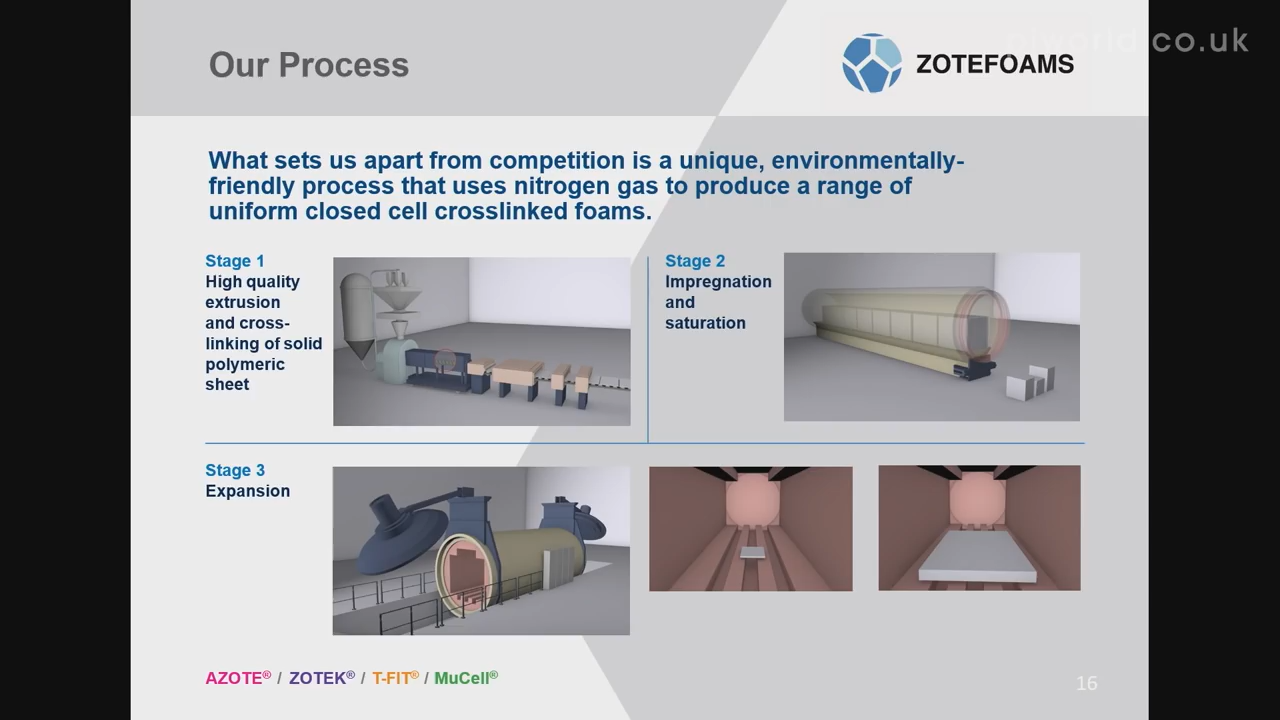 Our Process
ZOTEFOAMS
co.uk
What sets us apart from competition is a unique, environmentally-
friendly process that uses nitrogen gas to produce a range of
uniform closed cell crosslinked foams.
Stage 1
High quality
extrusion
and cross-
linking of solid
polymeric
sheet
Stage 2
Impregnation
and
saturation
Stage 3
Expansion
AZOTE® / ZOTEK® / T-FIT® / MuCell®
16